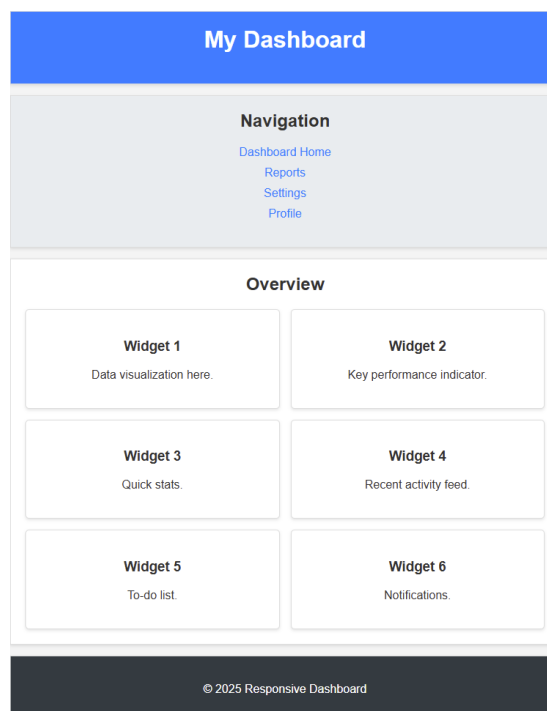 My Dashboard
Navigation
Dashboard Home
Reports
Settings
Profile
Overview
Widget 1
Data visualization here.
Widget 2
Key performance indicator.
Widget 3
Quick stats.
Widget 4
Recent activity feed.
Widget 5
To-do list.
Widget 6
Notifications.
© 2025 Responsive Dashboard